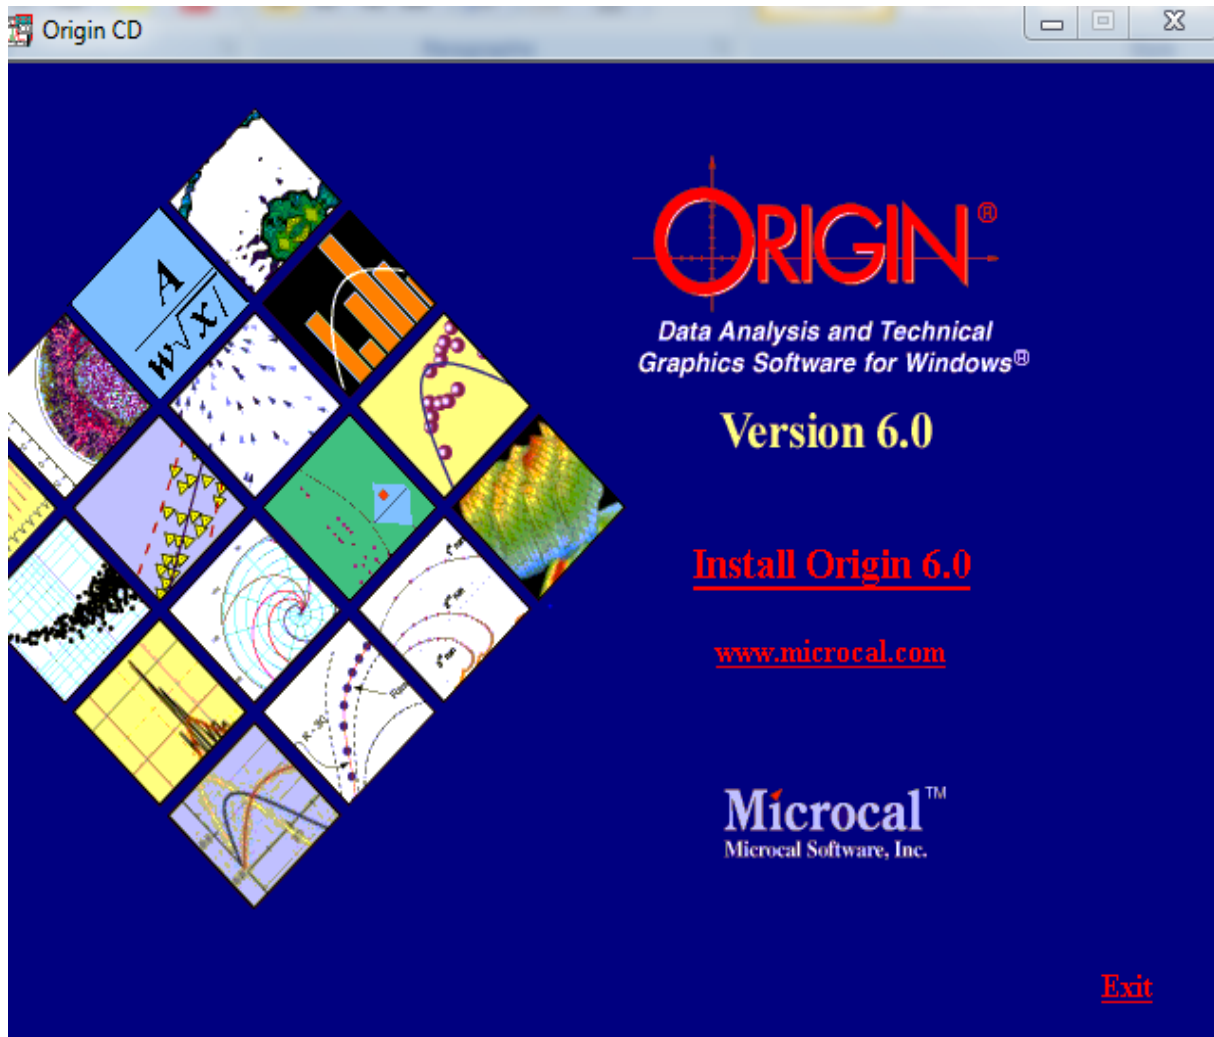 Origin CD
ORIGIN®
Data Analysis and Technical
Graphics Software for Windows®
Version 6.0
Install Origin 6.0
www.microcal.com
Microcal™
Microcal Software, Inc.
Exit
A
w√x/
R - 30